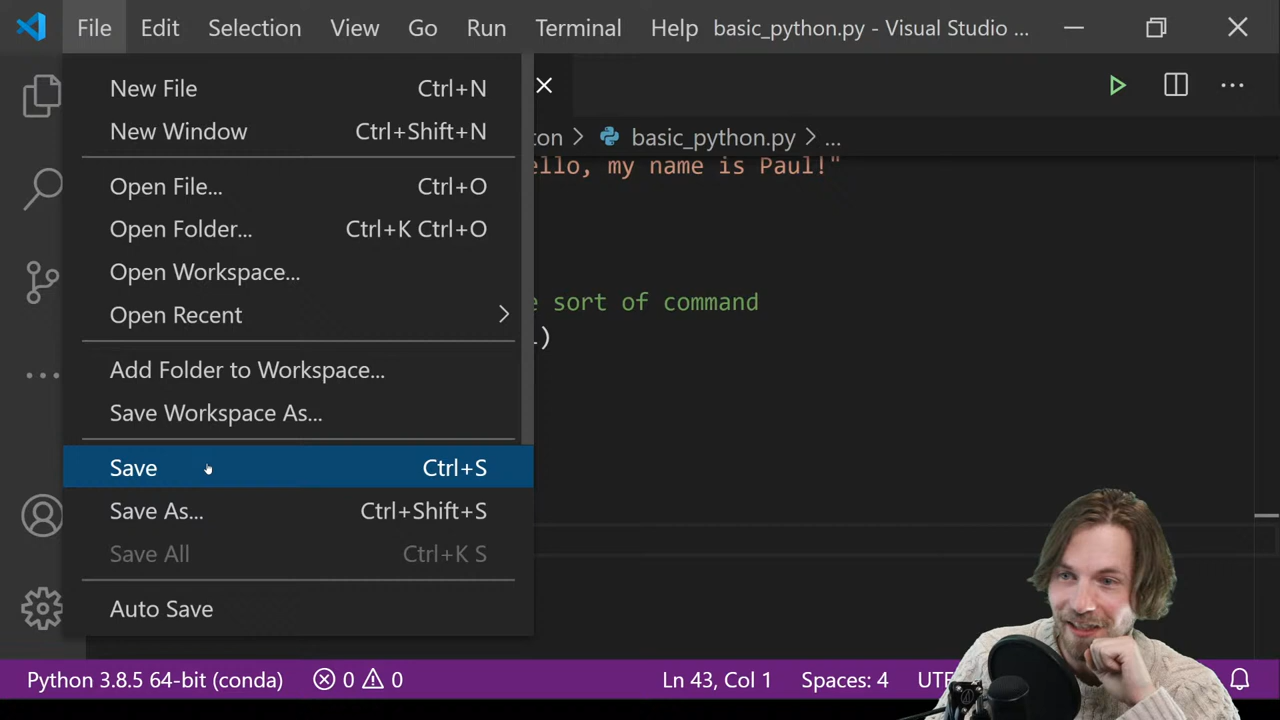 File Edit Selection View Go Run Terminal Help basic_python.py - Visual Studio ...
New File Ctrl+N
New Window Ctrl+Shift+N
Open File... Ctrl+O
Open Folder... Ctrl+K Ctrl+O
Open Workspace...
Open Recent
Add Folder to Workspace...
Save Workspace As...
Save Ctrl+S
Save As... Ctrl+Shift+S
Save All Ctrl+K S
Auto Save
on > basic_python.py > ...
ello, my name is Paul!"
sort of command
)
Python 3.8.5 64-bit (conda) 0 0 Ln 43, Col 1 Spaces: 4 UTF